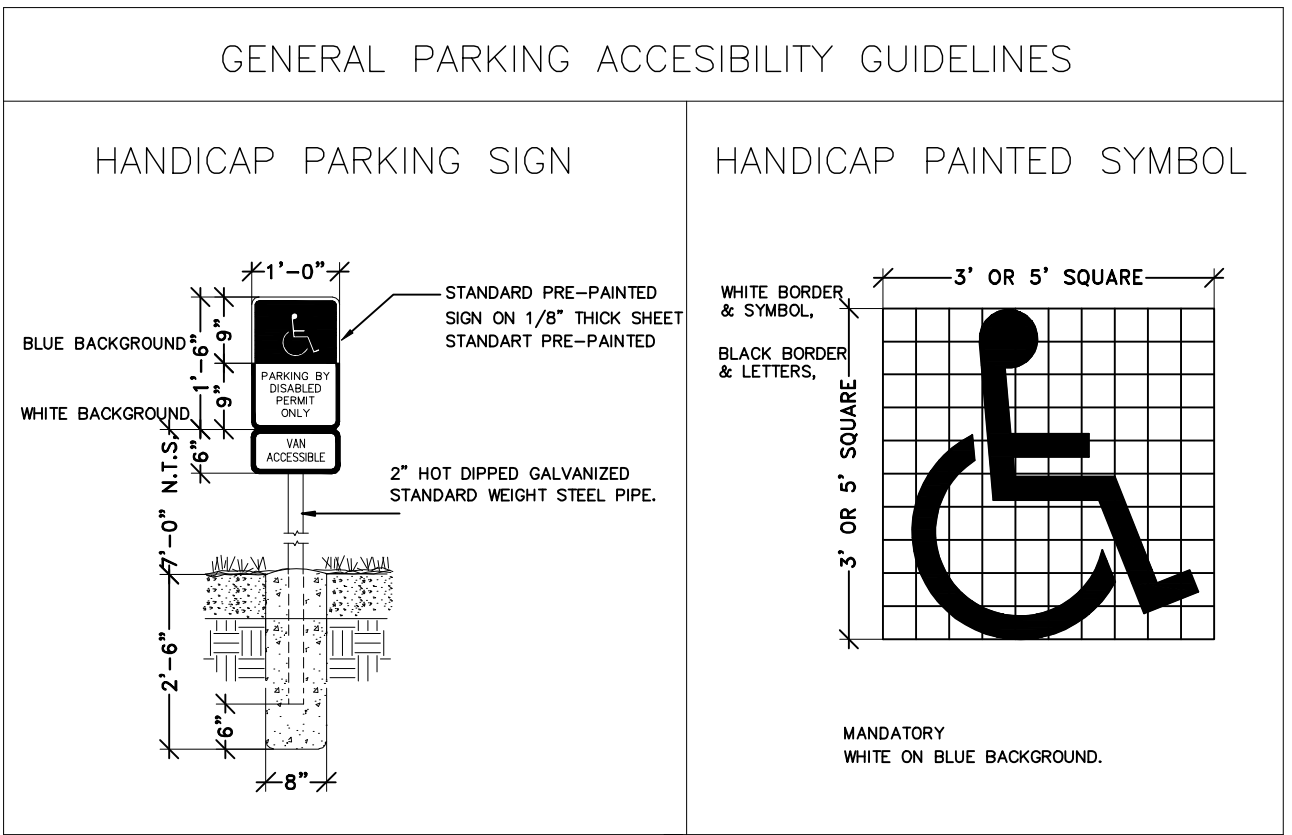 GENERAL PARKING ACCESIBILITY GUIDELINES
HANDICAP PARKING SIGN
1'-0"
STANDARD PRE-PAINTED
SIGN ON 1/8" THICK SHEET
STANDART PRE-PAINTED
BLUE BACKGROUND
1'-6"
9"
9"
PARKING BY
DISABLED
PERMIT
ONLY
WHITE BACKGROUND
VAN
ACCESSIBLE
6"
7'-0" N.T.S,
2" HOT DIPPED GALVANIZED
STANDARD WEIGHT STEEL PIPE.
2'-6"
6"
8"
HANDICAP PAINTED SYMBOL
3' OR 5' SQUARE
WHITE BORDER
& SYMBOL,
BLACK BORDER
& LETTERS,
3' OR 5' SQUARE
MANDATORY
WHITE ON BLUE BACKGROUND.